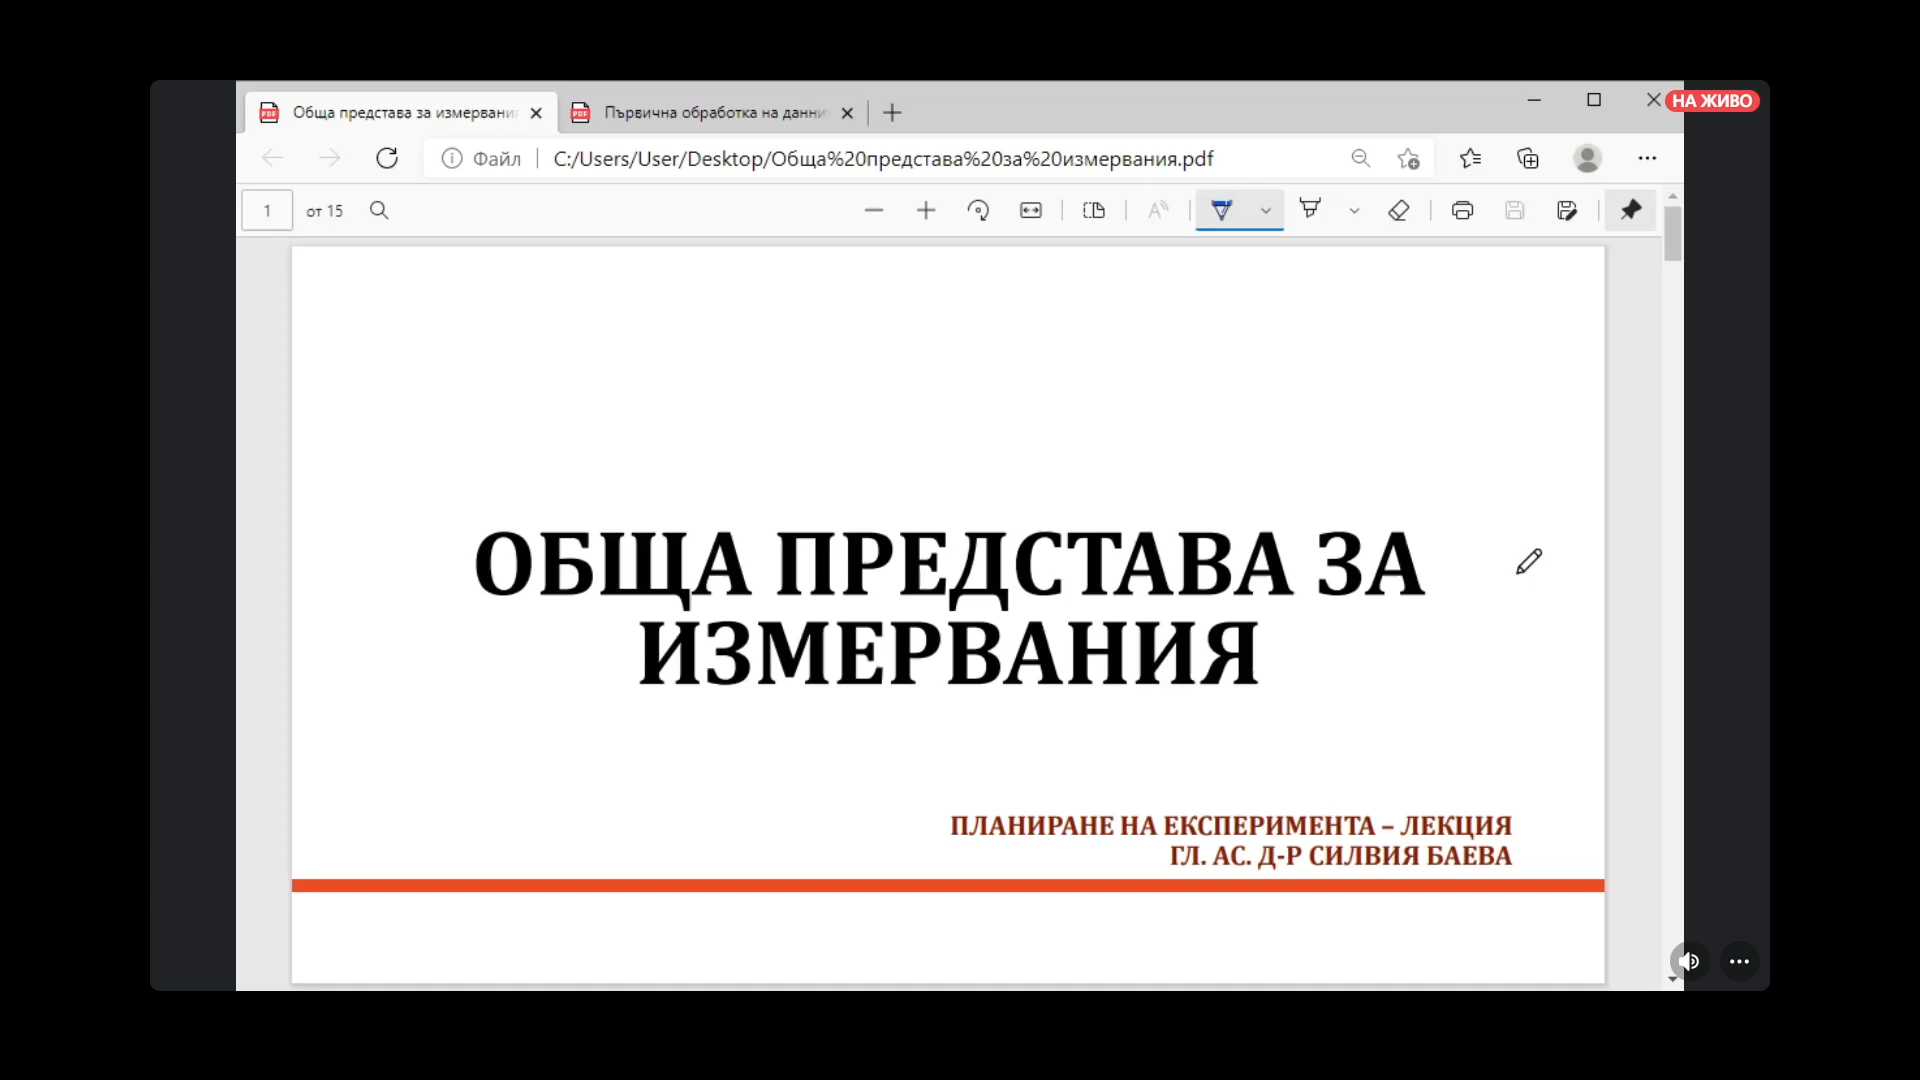 Обща представа за измервани
Първична обработка на данни
НА ЖИВО
Файл
C:/Users/User/Desktop/Обща%20представа%20за%20измервания.pdf
1
от 15
ОБЩА ПРЕДСТАВА ЗА
ИЗМЕРВАНИЯ
ПЛАНИРАНЕ НА ЕКСПЕРИМЕНТА – ЛЕКЦИЯ
ГЛ. АС. Д-Р СИЛВИЯ БАЕВА